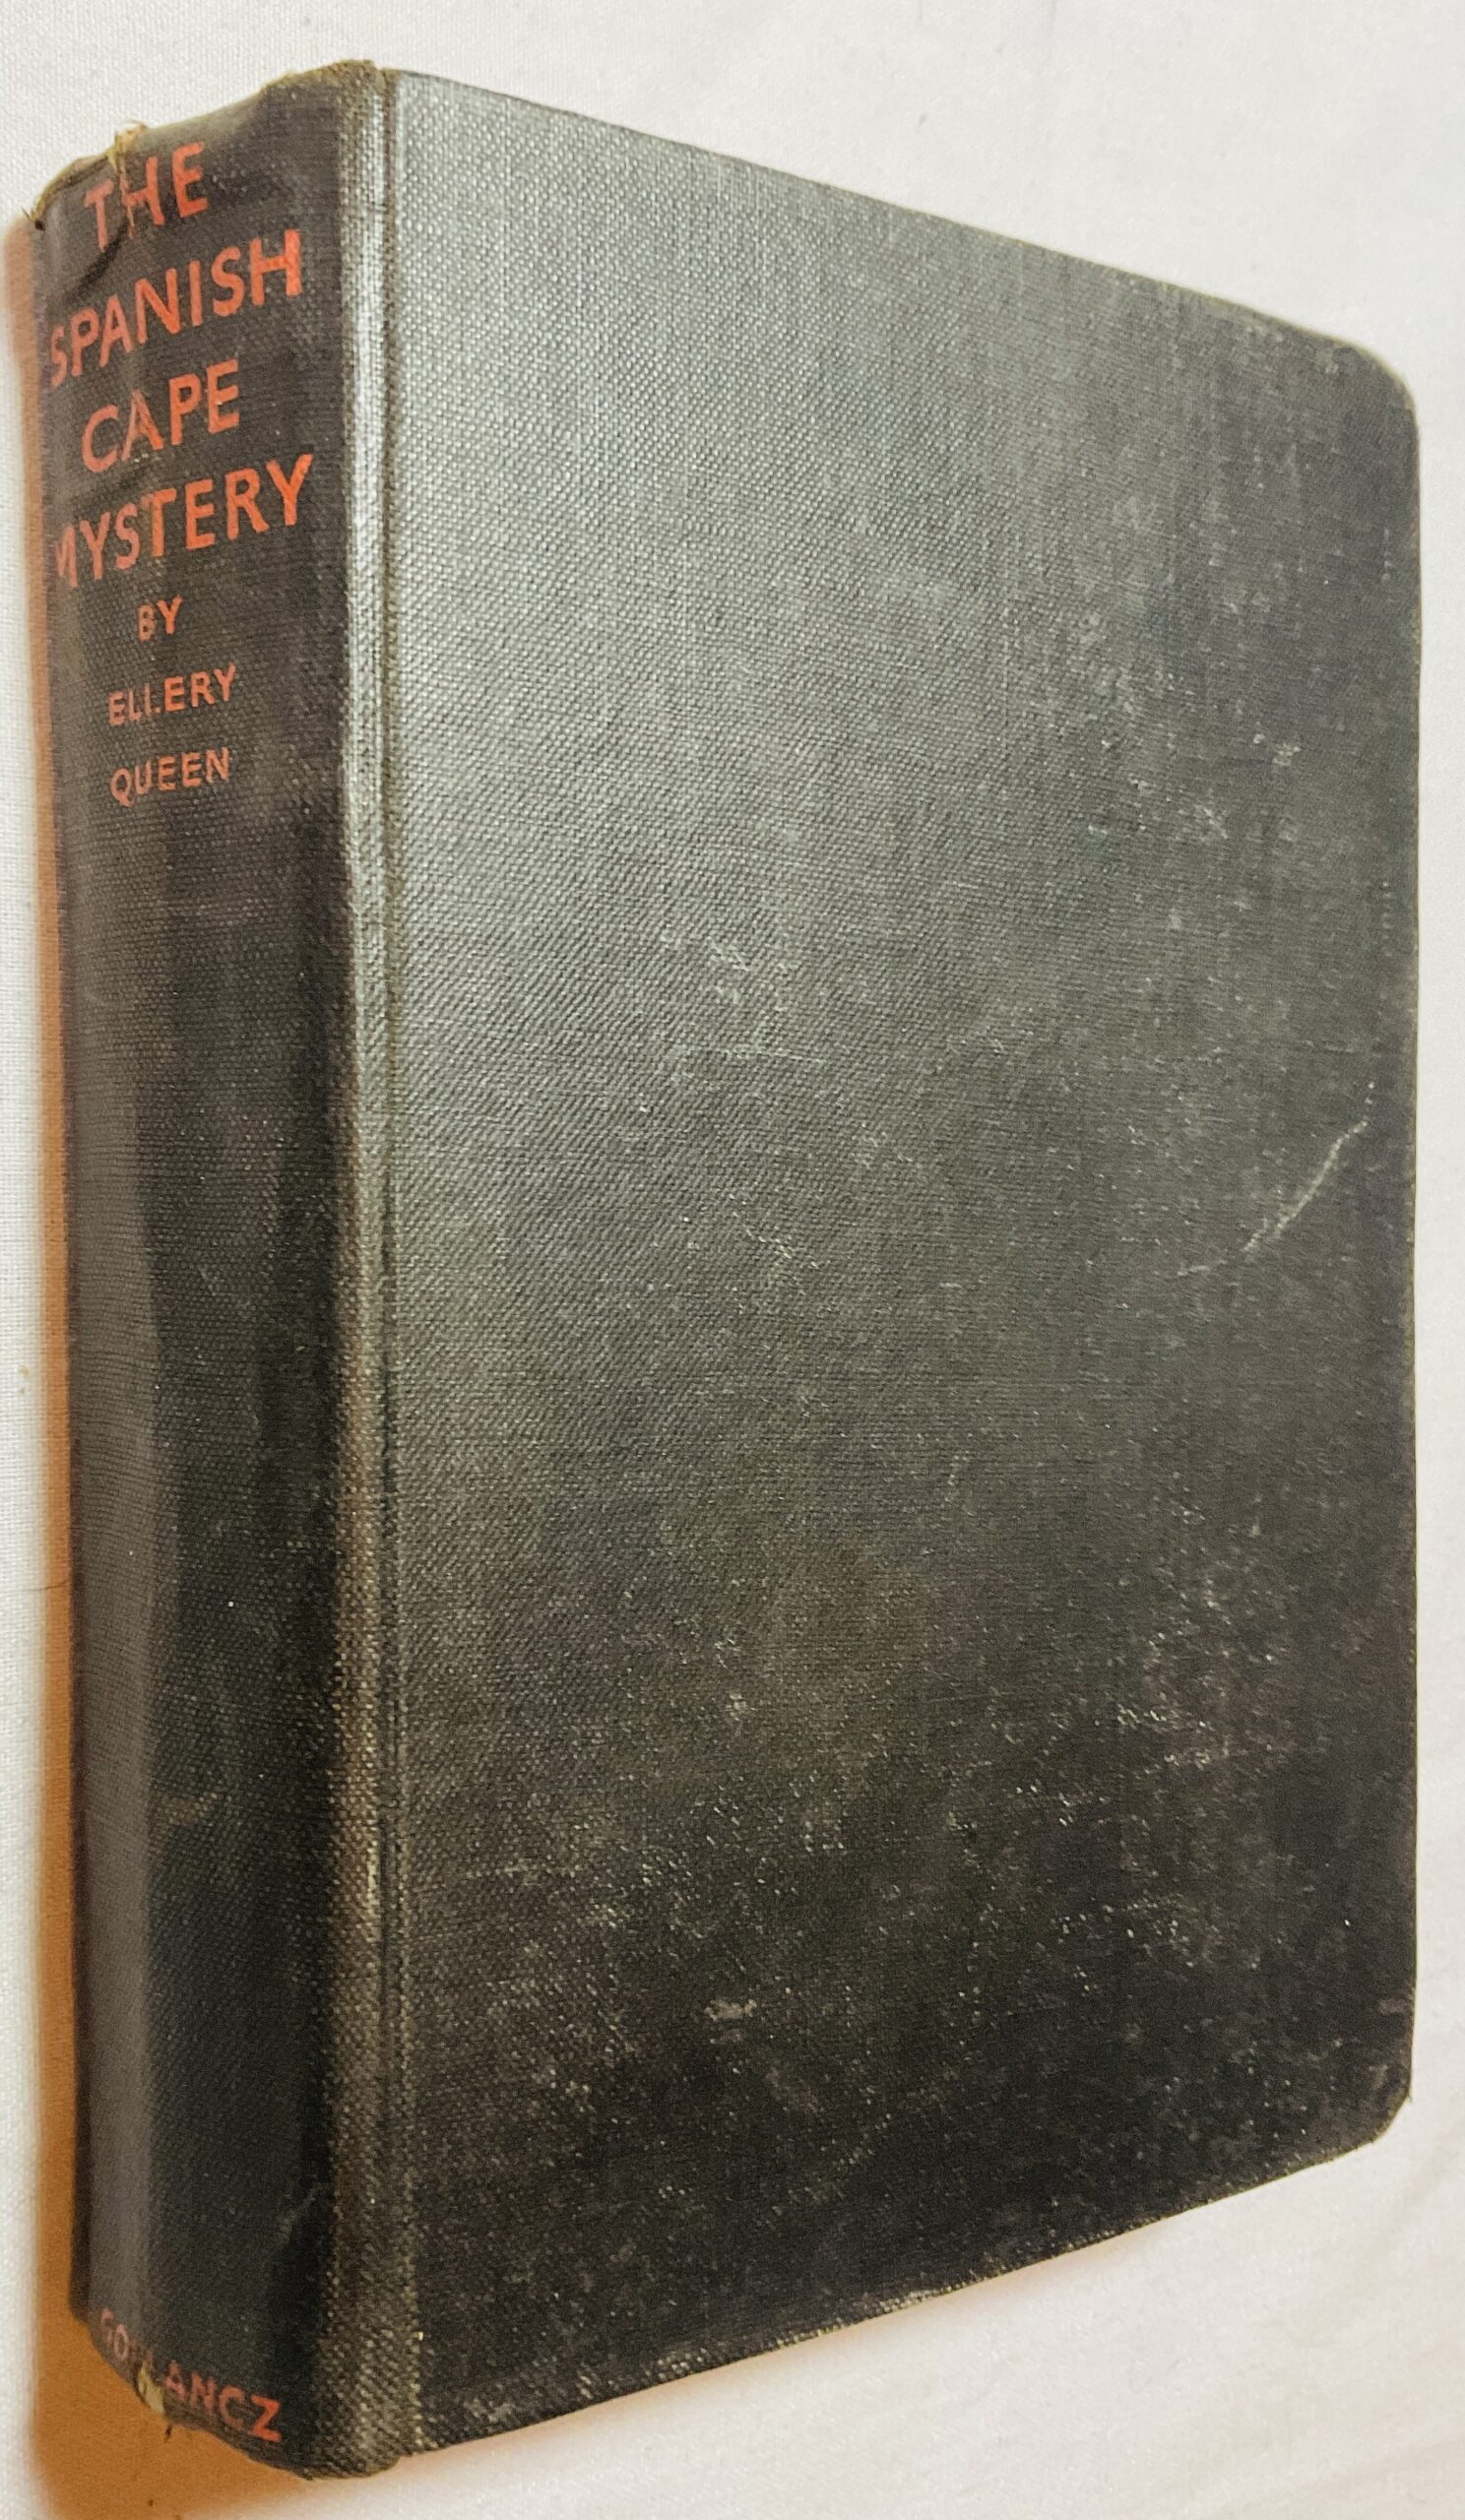 THE
SPANISH
CAPE
MYSTERY
BY
ELLERY
QUEEN
GOLLANCZ